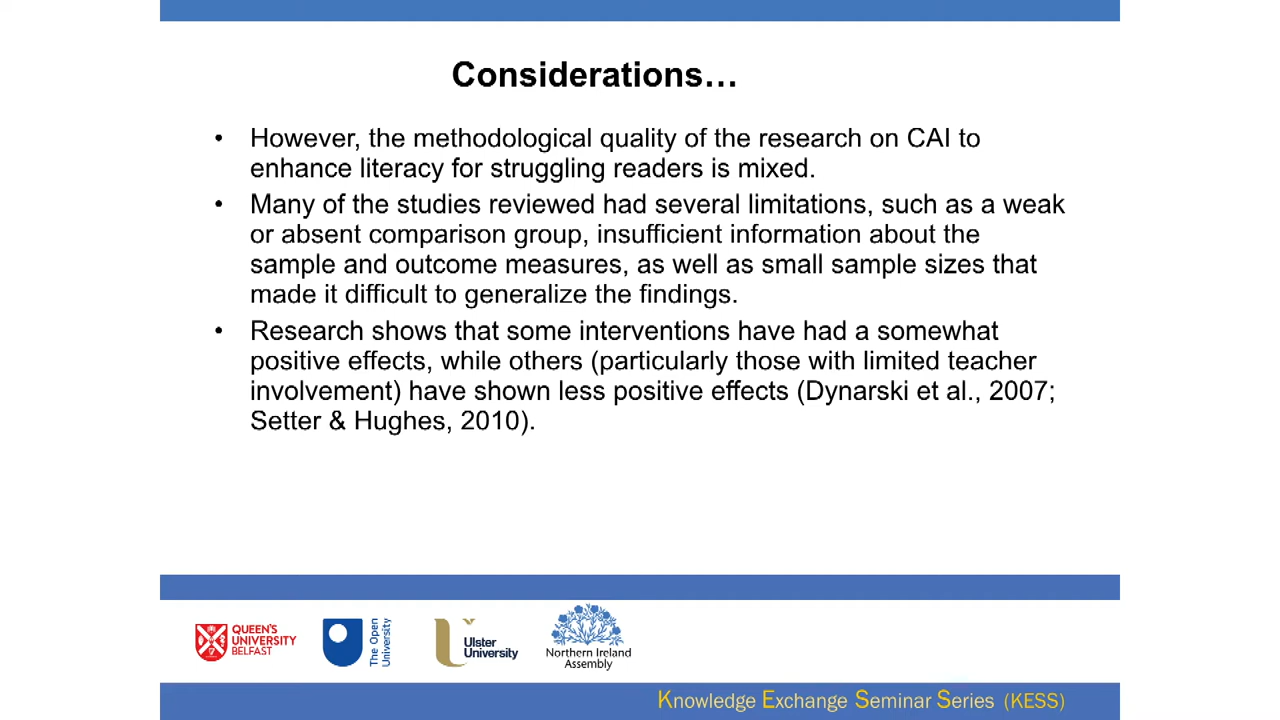 Considerations…
• However, the methodological quality of the research on CAI to
enhance literacy for struggling readers is mixed.
• Many of the studies reviewed had several limitations, such as a weak
or absent comparison group, insufficient information about the
sample and outcome measures, as well as small sample sizes that
made it difficult to generalize the findings.
• Research shows that some interventions have had a somewhat
positive effects, while others (particularly those with limited teacher
involvement) have shown less positive effects (Dynarski et al., 2007;
Setter & Hughes, 2010).
QUEEN'S
UNIVERSITY
BELFAST
The Open
University
Ulster
University
Northern Ireland
Assembly
Knowledge Exchange Seminar Series (KESS)